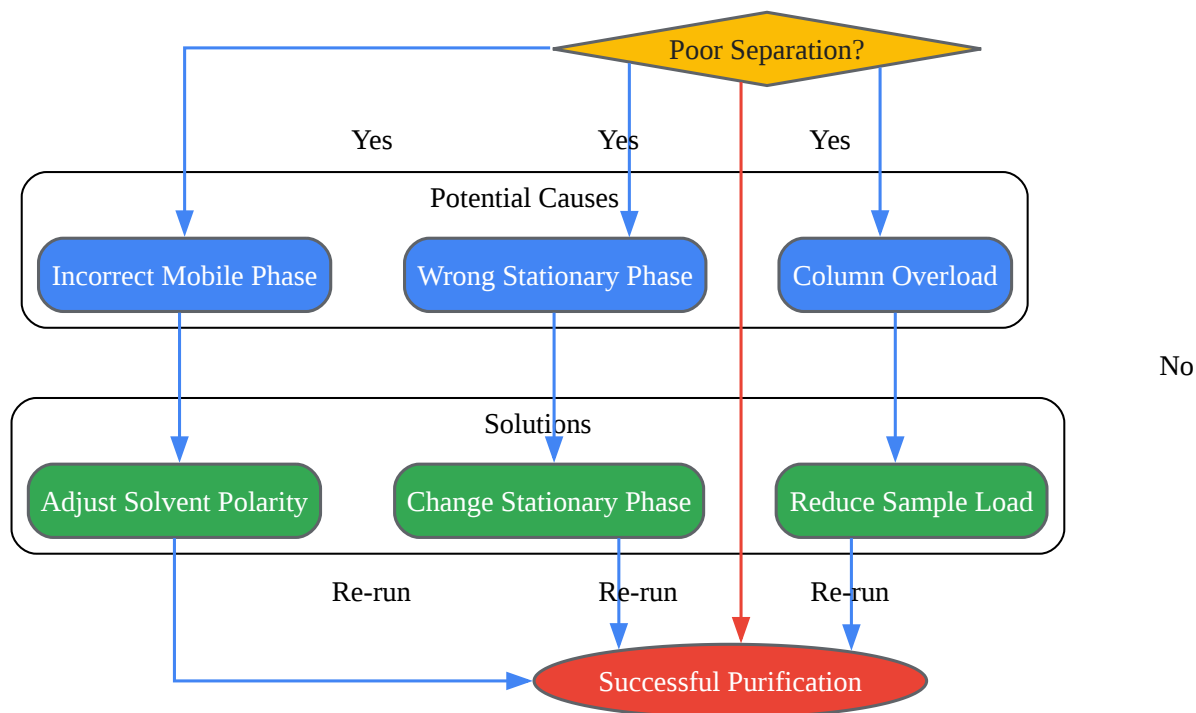 Poor Separation?
Yes
Yes
Yes
Potential Causes
Incorrect Mobile Phase
Wrong Stationary Phase
Column Overload
No
Solutions
Adjust Solvent Polarity
Change Stationary Phase
Reduce Sample Load
Re-run
Re-run
Re-run
Successful Purification